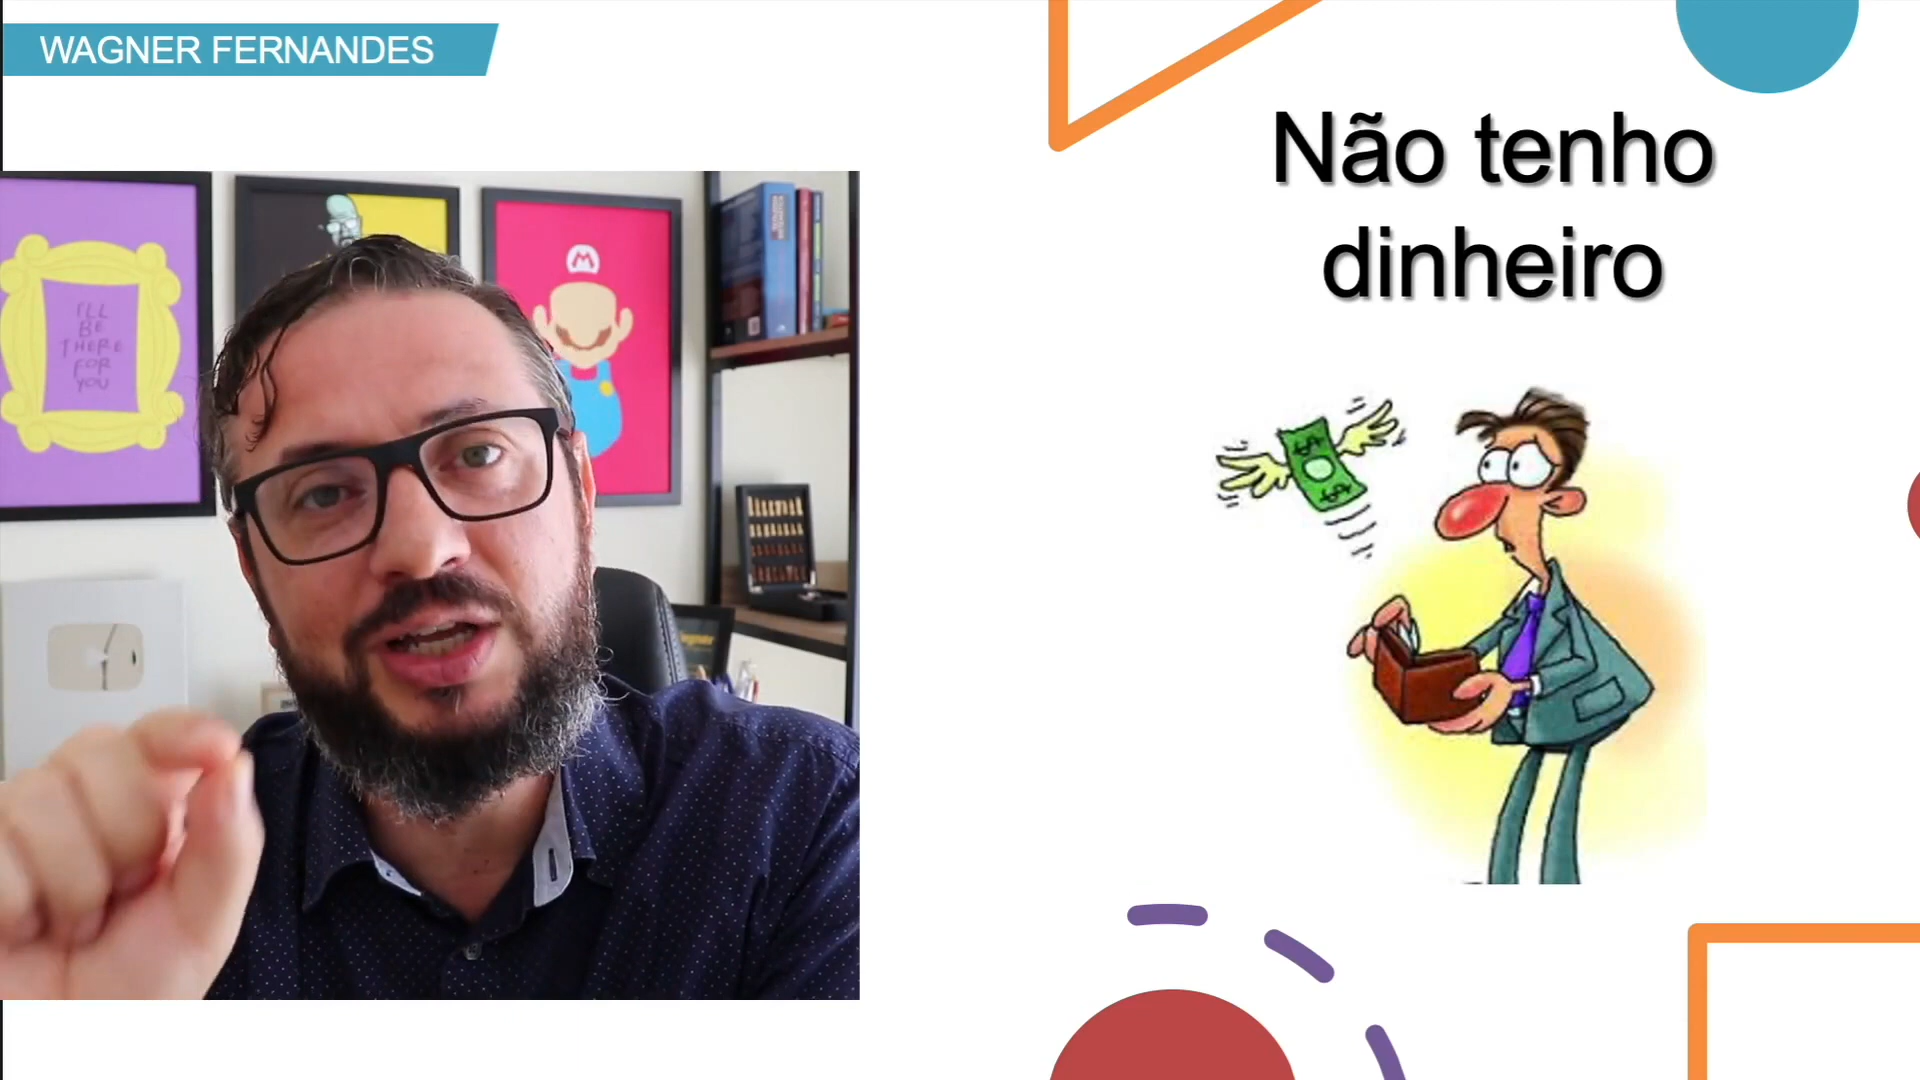 WAGNER FERNANDES
Não tenho
dinheiro
I'LL
BE
THERE
FOR
YOU
M